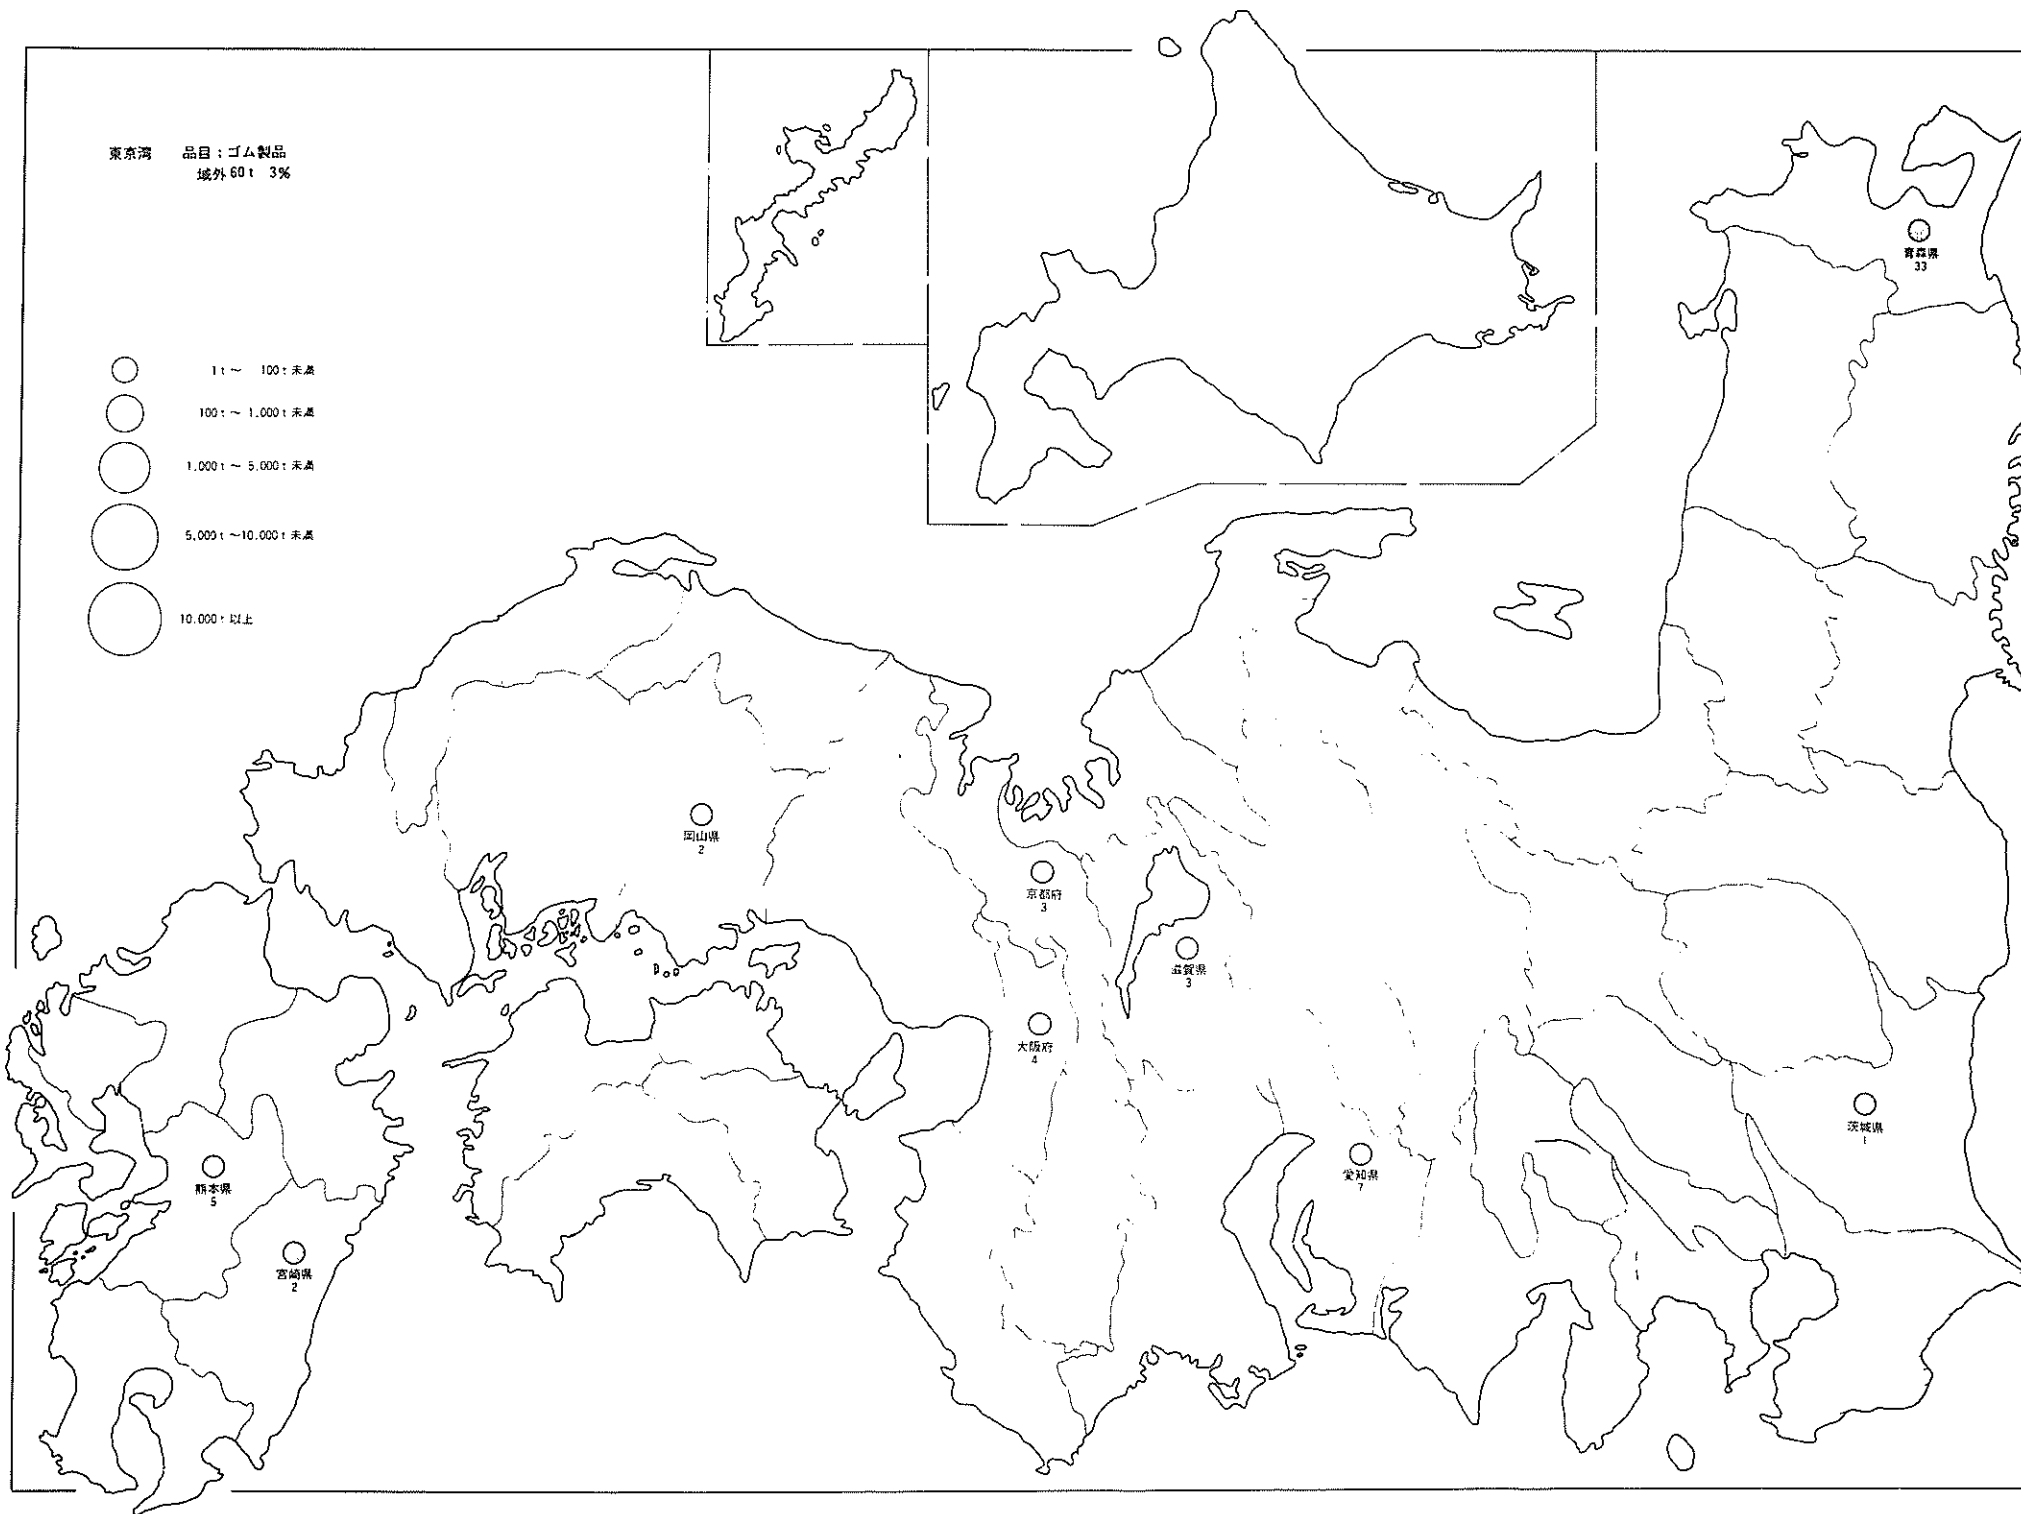 東京湾 品目;ゴム製品
域外60t 3%
1t～ 100t未満
100t～1,000t未満
1,000t～5,000t未満
5,000t～10,000t未満
10,000t以上
青森県
33
岡山県
2
京都府
3
滋賀県
3
大阪府
4
茨城県
1
愛知県
7
熊本県
5
宮崎県
2